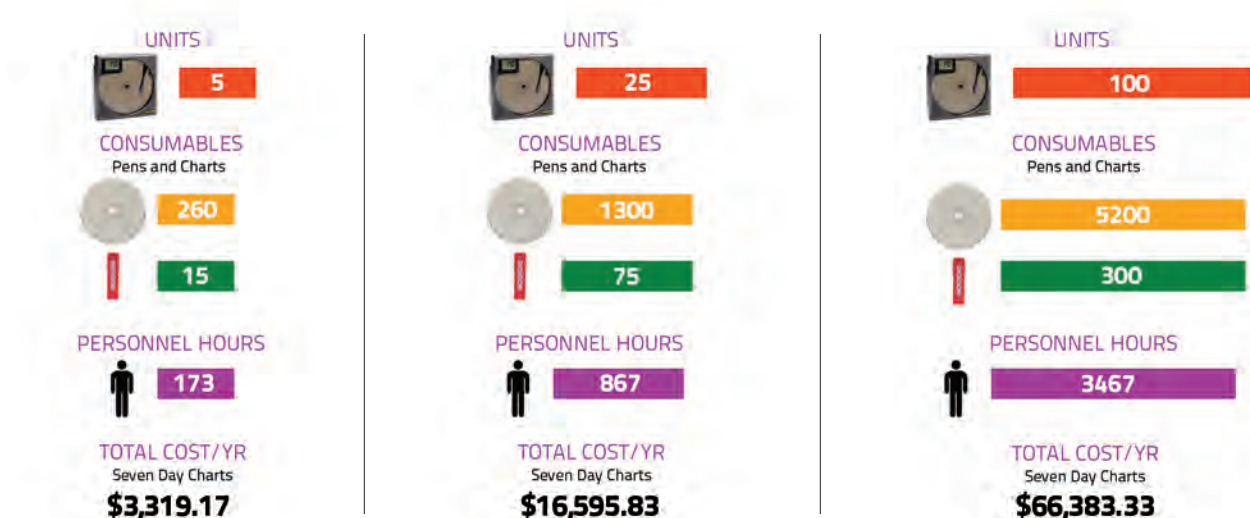 UNITS
5
CONSUMABLES
Pens and Charts
260
15
PERSONNEL HOURS
173
TOTAL COST/YR
Seven Day Charts
$3,319.17
UNITS
25
CONSUMABLES
Pens and Charts
1300
75
PERSONNEL HOURS
867
TOTAL COST/YR
Seven Day Charts
$16,595.83
UNITS
100
CONSUMABLES
Pens and Charts
5200
300
PERSONNEL HOURS
3467
TOTAL COST/YR
Seven Day Charts
$66,383.33